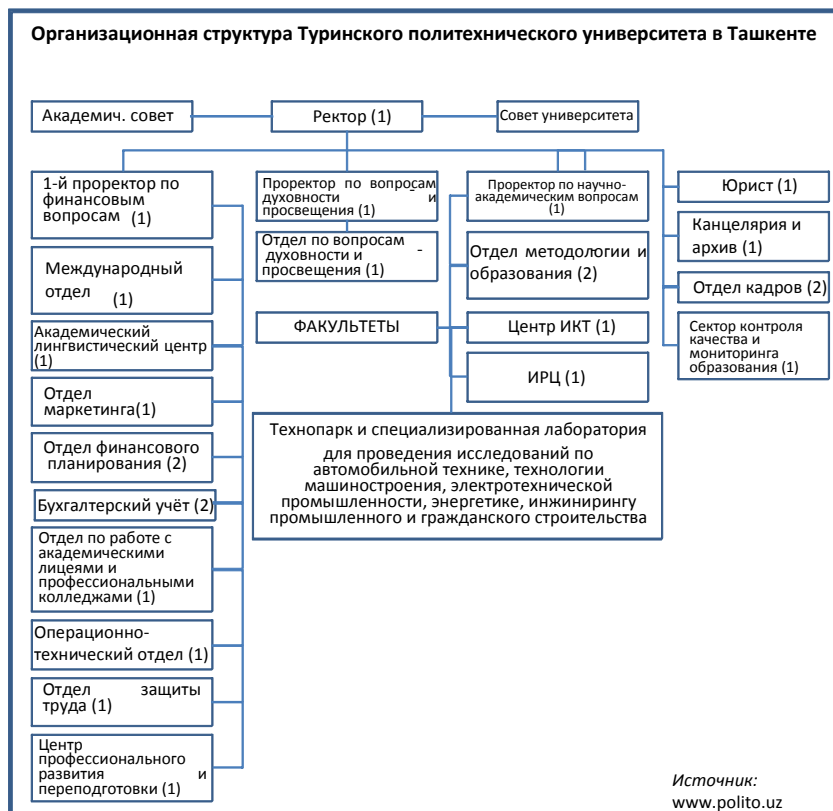 Организационная структура Туринского политехнического университета в Ташкенте
Академич. совет
Ректор (1)
Совет университета
1-й проректор по
финансовым
вопросам
(1)
Международный
отдел
(1)
Академический
лингвистический центр
(1)
Отдел
маркетинга(1)
Отдел финансового
планирования (2)
Бухгалтерский учёт (2)
Отдел по работе с
академическими
лицеями и
профессиональными
колледжами (1)
Операционно-
технический отдел (1)
Отдел защиты
труда (1)
Центр
профессионального
развития и
переподготовки (1)
Проректор по вопросам
духовности - и
просвещения (1)
Отдел по вопросам -
духовности и
просвещения (1)
ФАКУЛЬТЕТЫ
Проректор по научно-
академическим вопросам
(1)
Отдел методологии и
образования (2)
Центр ИКТ (1)
ИРЦ (1)
Технопарк и специализированная лаборатория
для проведения исследований по
автомобильной технике, технологии
машиностроения, электротехнической
промышленности, энергетике, инжинирингу
промышленного и гражданского строительства
Юрист (1)
Канцелярия и
архив (1)
Отдел кадров (2)
Сектор контроля
качества и
мониторинга
образования (1)
Источник:
www.polito.uz